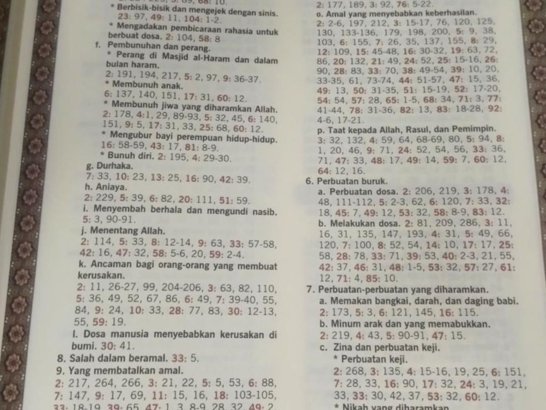 * Berbisik-bisik dan mengejek dengan sinis.
23: 97, 49: 11, 104: 1-2.
* Mengadakan pembicaraan rahasia untuk
berbuat dosa. 2: 104, 58: 8
f. Pembunuhan dan perang.
* Perang di Masjid al-Haram dan dalam
bulan haram.
2: 191, 194, 217, 5: 2, 97, 9: 36-37.
* Membunuh anak.
6: 137, 140, 151, 17: 31, 60: 12.
* Membunuh jiwa yang diharamkan Allah.
2: 178, 4:1, 29, 89-93, 5: 32, 45, 6: 140,
151, 9: 5, 17: 31, 33, 25: 68, 60: 12.
* Mengubur bayi perempuan hidup-hidup.
16: 58-59, 43: 17, 81: 8-9.
* Bunuh diri. 2: 195, 4: 29-30.
g. Durhaka.
7: 33, 10: 23, 13: 25, 16: 90, 42: 39.
h. Aniaya.
2: 229, 5: 39, 6: 82, 20: 111, 51: 59.
i. Menyembah berhala dan mengundi nasib.
5: 3, 90-91.
j. Menentang Allah.
2: 114, 5: 33, 8: 12-14, 9: 63, 33: 57-58,
42: 16, 47: 32, 58: 5-6, 20, 59: 2-4.
k. Ancaman bagi orang-orang yang membuat
kerusakan.
2: 11, 26-27, 99, 204-206, 3: 63, 82, 110,
5: 36, 49, 52, 67, 86, 6: 49, 7: 39-40, 55,
84, 9: 24, 10: 33, 28: 77, 83, 30: 12-13,
55, 59: 19.
l. Dosa manusia menyebabkan kerusakan di
bumi. 30: 41.
8. Salah dalam beramal. 33: 5.
9. Yang membatalkan amal.
2: 217, 264, 266, 3: 21, 22, 5: 5, 53, 6: 88,
7: 147, 9: 17, 69, 11: 15, 16, 18: 103-105,
33: 18-19, 39: 65, 47: 1, 3, 8-9, 28, 32, 49: 2.
2: 177, 189, 3: 92, 76: 5-22.
o. Amal yang menyebabkan keberhasilan.
2: 2-6, 197, 212, 3: 15-17, 76, 120, 125,
130, 133-136, 179, 198, 200, 5: 9, 38,
103, 6: 155, 7: 26, 35, 137, 155, 8: 29,
12: 109, 15: 45-48, 16: 30-32, 19: 63, 72,
86, 20: 132, 21: 49, 24: 52, 25: 15-16, 26:
90, 28: 83, 33: 70, 38: 49-54, 39: 10, 20,
33-35, 61, 73-74, 44: 51-57, 47: 15, 36,
49: 13, 50: 31-35, 51: 15-19, 52: 17-20,
54: 54, 57: 28, 65: 1-5, 68: 34, 71: 3, 77:
41-44, 78: 31-36, 82: 13, 83: 18-28, 92:
4-6, 17-21.
p. Taat kepada Allah, Rasul, dan Pemimpin.
3: 32, 132, 4: 59, 64, 68-69, 80, 5: 94, 8:
1, 20, 46, 9: 71, 24: 52, 54, 56, 33: 36,
71, 47: 33, 48: 17, 49: 14, 59: 7, 60: 12,
64: 12, 16.
6. Perbuatan buruk.
a. Perbuatan dosa. 2: 206, 219, 3: 178, 4:
48, 111-112, 5: 2-3, 62, 6: 120, 7: 33, 32:
18, 45: 7, 49: 12, 53: 32, 58: 8-9, 83: 12.
b. Melakukan dosa. 2: 81, 209, 286, 3: 11,
16, 31, 135, 147, 193, 4: 31, 5: 49, 66,
120, 7: 100, 8: 52, 54, 14: 10, 17: 17, 25:
58, 28: 78, 33: 71, 39: 53, 40: 2-3, 21, 55,
42: 37, 46: 31, 48: 1-5, 53: 32, 57: 27, 61:
12, 71: 4, 85: 10.
7. Perbuatan-perbuatan yang diharamkan.
a. Memakan bangkai, darah, dan daging babi.
2: 173, 5: 3, 6: 121, 145, 16: 115.
b. Minum arak dan yang memabukkan.
2: 219, 4: 43, 5: 90-91, 47: 15.
c. Zina dan perbuatan keji.
* Perbuatan keji.
2: 268, 3: 135, 4: 15-16, 19, 25, 6: 151,
7: 28, 33, 16: 90, 17: 32, 24: 3, 19, 21,
33, 33: 30, 42, 37, 53: 32, 60: 12.
* Nikah yang diharamkan.